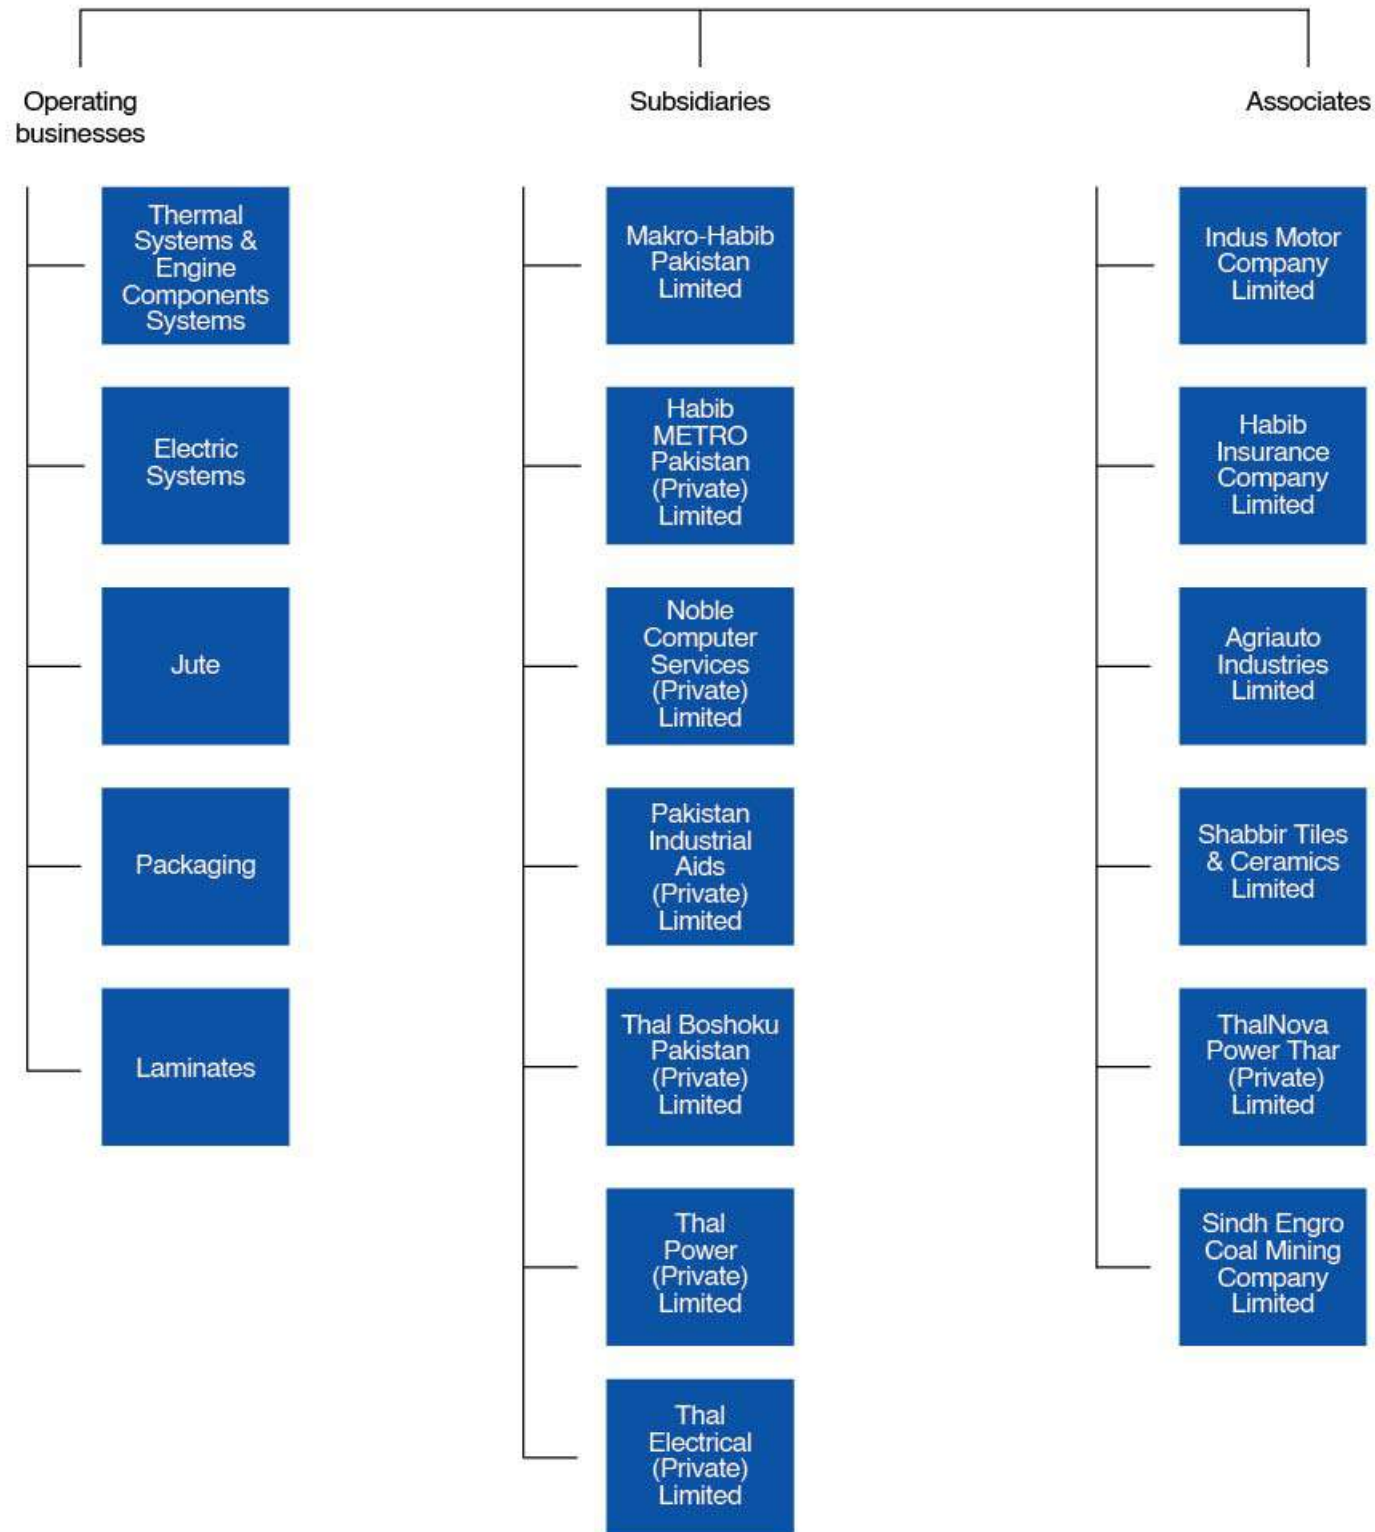 Operating
businesses
Thermal
Systems &
Engine
Components
Systems
Electric
Systems
Jute
Packaging
Laminates
Subsidiaries
Makro-Habib
Pakistan
Limited
Habib
METRO
Pakistan
(Private)
Limited
Noble
Computer
Services
(Private)
Limited
Pakistan
Industrial
Aids
(Private)
Limited
Thal Boshoku
Pakistan
(Private)
Limited
Thal
Power
(Private)
Limited
Thal
Electrical
(Private)
Limited
Associates
Indus Motor
Company
Limited
Habib
Insurance
Company
Limited
Agriauto
Industries
Limited
Shabbir Tiles
& Ceramics
Limited
ThalNova
Power Thar
(Private)
Limited
Sindh Engro
Coal Mining
Company
Limited